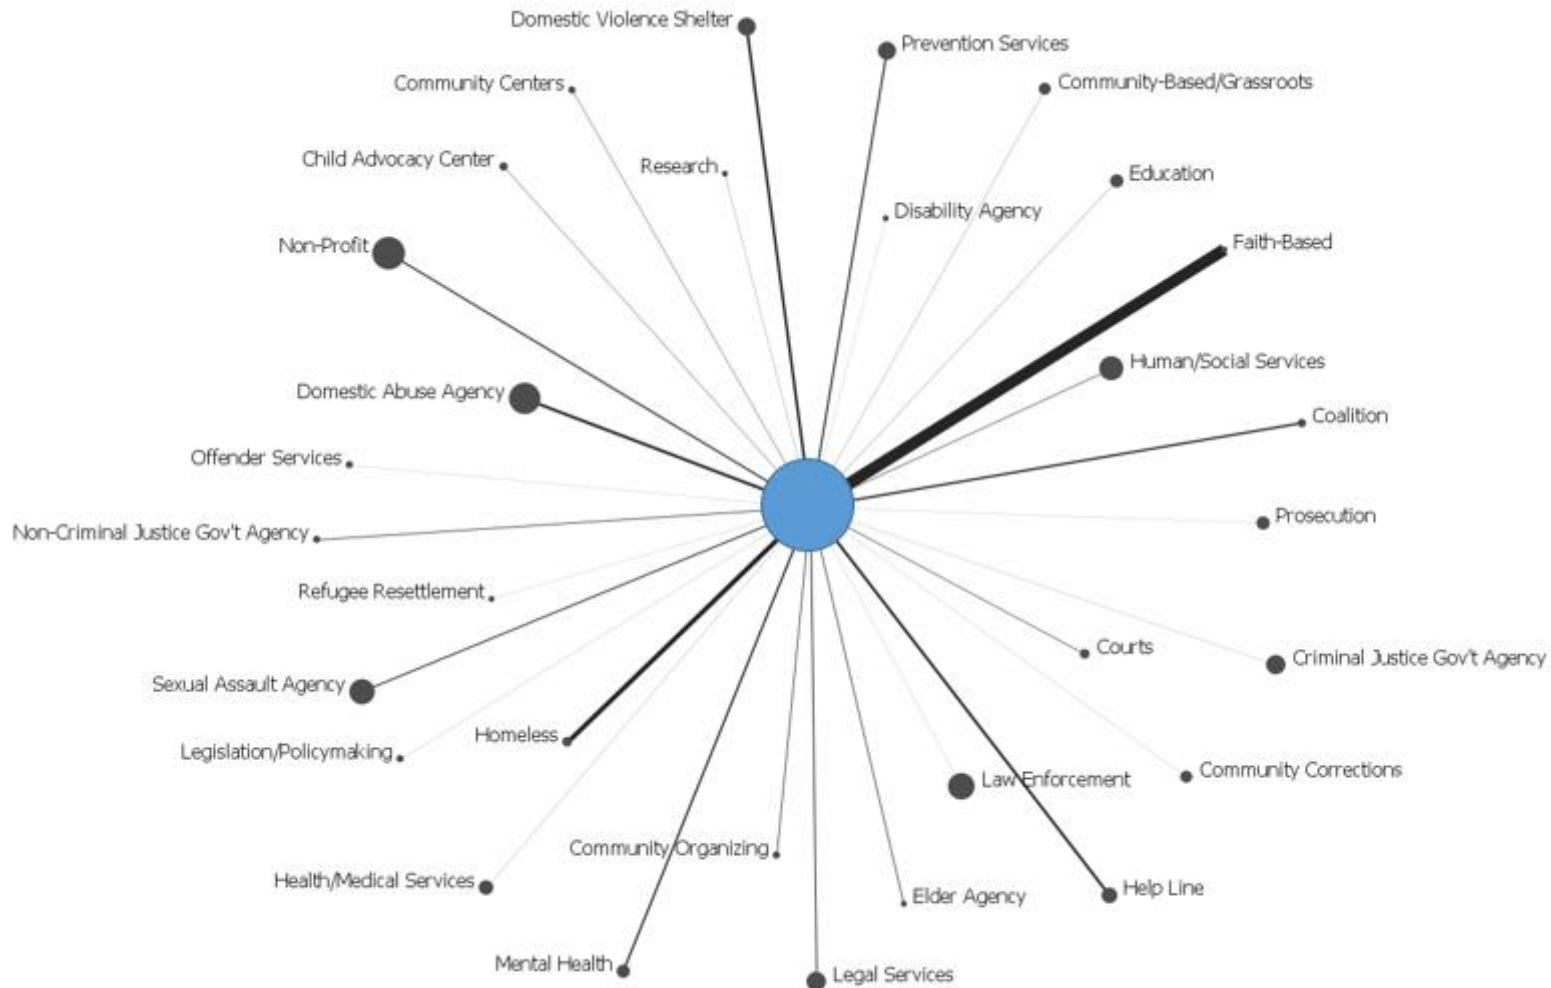 Domestic Violence Shelter
Prevention Services
Community Centers
Community-Based/Grassroots
Child Advocacy Center
Research
Education
Disability Agency
Non-Profit
Faith-Based
Human/Social Services
Domestic Abuse Agency
Coalition
Offender Services
Prosecution
Non-Criminal Justice Gov't Agency
Refugee Resettlement
Courts
Criminal Justice Gov't Agency
Sexual Assault Agency
Homeless
Legislation/Policymaking
Community Corrections
Law Enforcement
Community Organizing
Health/Medical Services
Help Line
Elder Agency
Mental Health
Legal Services